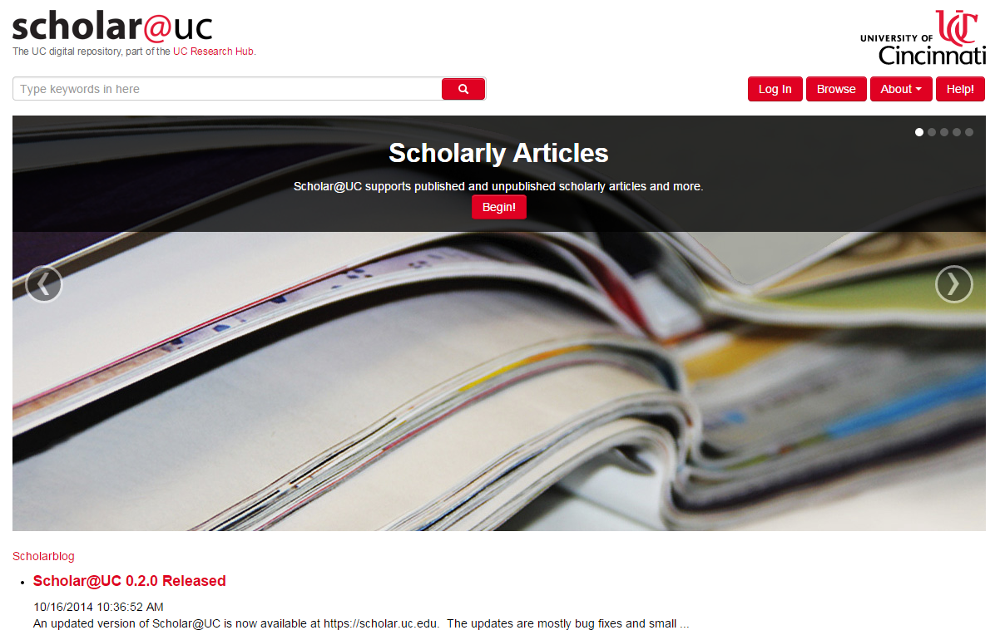 scholar@uc
The UC digital repository, part of the UC Research Hub.
UNIVERSITY OF
UC
Cincinnati
Type keywords in here
Log In
Browse
About
Help!
Scholarly Articles
Scholar@UC supports published and unpublished scholarly articles and more.
Begin!
Scholarblog
Scholar@UC 0.2.0 Released
10/16/2014 10:36:52 AM
An updated version of Scholar@UC is now available at https://scholar.uc.edu.  The updates are mostly bug fixes and small ...